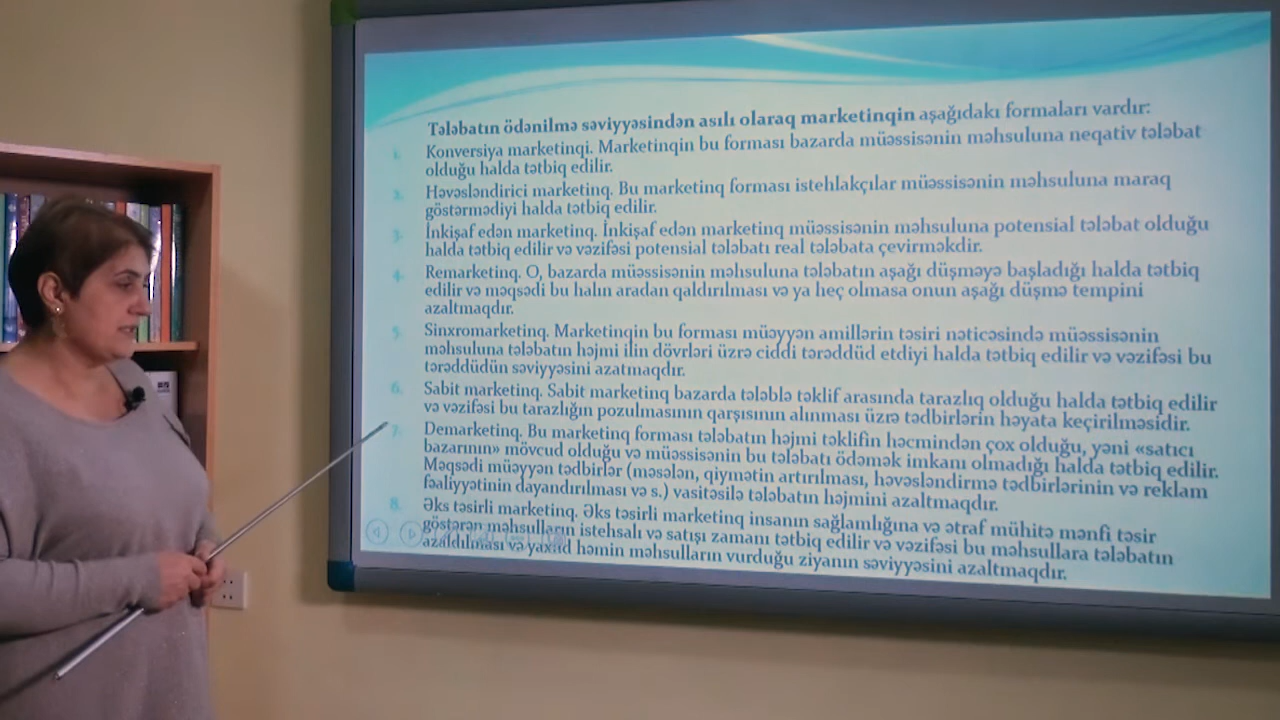 Tələbatın ödənilmə səviyyəsindən asılı olaraq marketinqin aşağıdakı formaları vardır:
1. Konversiya marketinqi. Marketinqin bu forması bazarda müəssisənin məhsuluna neqativ tələbat
olduğu halda tətbiq edilir.
2. Həvəsləndirici marketinq. Bu marketinq forması istehlakçılar müəssisənin məhsuluna maraq
göstərmədiyi halda tətbiq edilir.
3. İnkişaf edən marketinq. İnkişaf edən marketinq müəssisənin məhsuluna potensial tələbat olduğu
halda tətbiq edilir və vəzifəsi potensial tələbatı real tələbata çevirməkdir.
4. Remarketinq. O, bazarda müəssisənin məhsuluna tələbatın aşağı düşməyə başladığı halda tətbiq
edilir və məqsədi bu halın aradan qaldırılması və ya heç olmasa onun aşağı düşmə tempini
azaltmaqdır.
5. Sinxromarketinq. Marketinqin bu forması müəyyən amillərin təsiri nəticəsində müəssisənin
məhsuluna tələbatın həjmi ilin dövrləri üzrə ciddi tərəddüd etdiyi halda tətbiq edilir və vəzifəsi bu
tərəddüdün səviyyəsini azatmaqdır.
6. Sabit marketinq. Sabit marketinq bazarda tələblə təklif arasında tarazlıq olduğu halda tətbiq edilir
və vəzifəsi bu tarazlığın pozulmasının qarşısının alınması üzrə tədbirlərin həyata keçirilməsidir.
7. Demarketinq. Bu marketinq forması tələbatın həjmi təklifin həcmindən çox olduğu, yəni «satıcı
bazarının» mövcud olduğu və müəssisənin bu tələbatı ödəmək imkanı olmadığı halda tətbiq edilir.
Məqsədi müəyyən tədbirlər (məsələn, qiymətin artırılması, həvəsləndirmə tədbirlərinin və reklam
fəaliyyətinin dayandırılması və s.) vasitəsilə tələbatın həjmini azaltmaqdır.
8. Əks təsirli marketinq. Əks təsirli marketinq insanın sağlamlığına və ətraf mühitə mənfi təsir
göstərən məhsulların istehsalı və satışı zamanı tətbiq edilir və vəzifəsi bu məhsullara tələbatın
azaldılması və yaxud həmin məhsulların vurduğu ziyanın səviyyəsini azaltmaqdır.